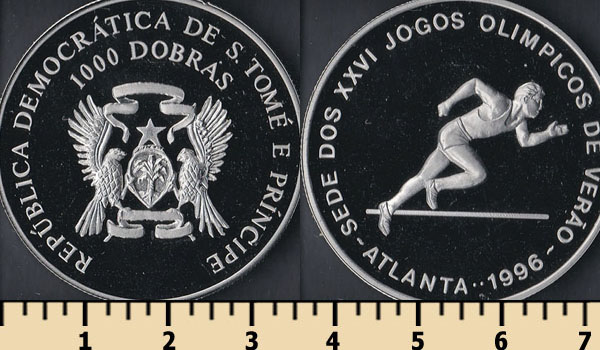 REPÚBLICA DEMOCRÁTICA DE S. TOMÉ E PRÍNCIPE
1000 DOBRAS
SEDE DOS XXVI JOGOS OLIMPICOS DE VERÃO
- ATLANTA··1996 -
1 2 3 4 5 6 7